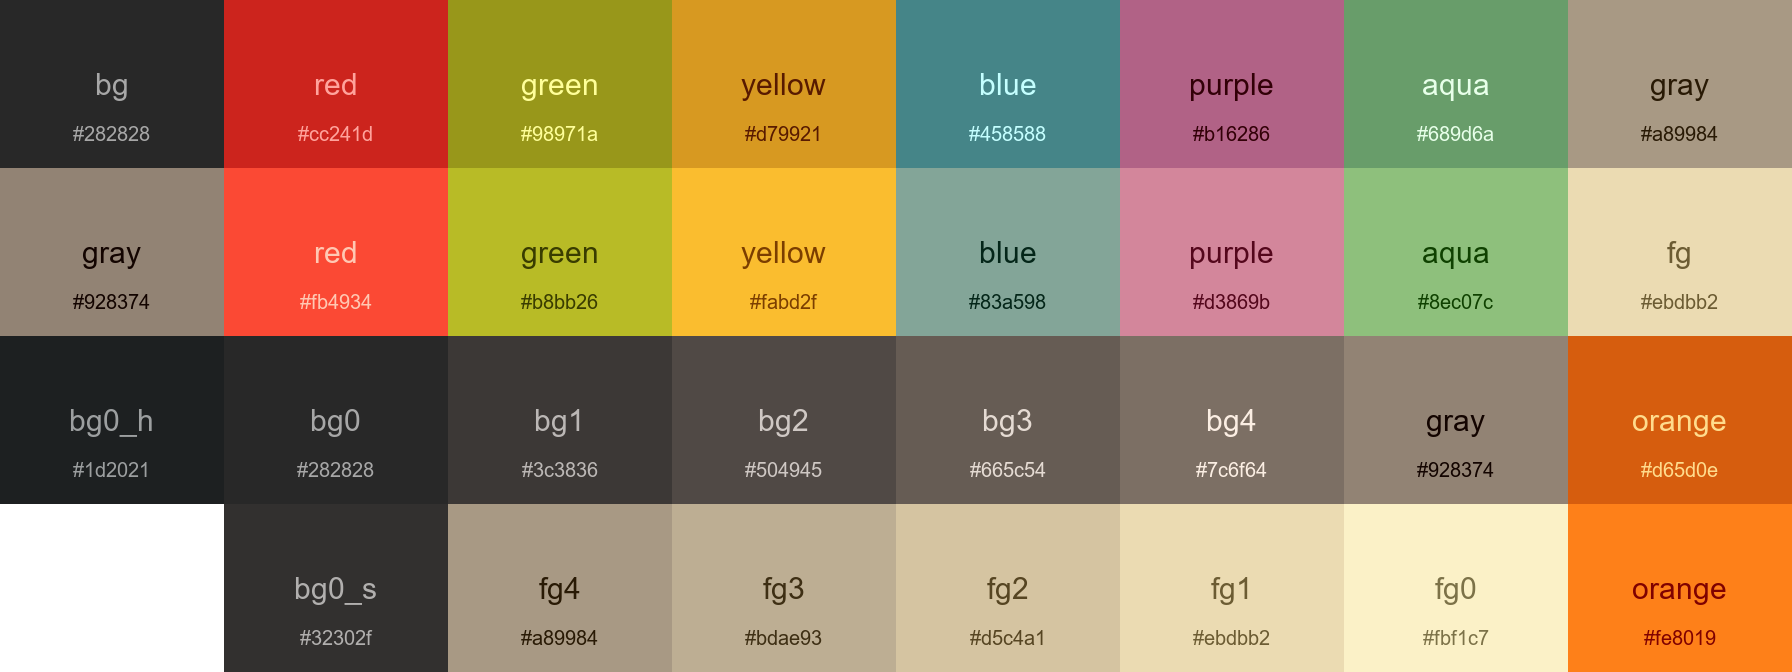 bg red green yellow blue purple aqua gray
#282828 #cc241d #98971a #d79921 #458588 #b16286 #689d6a #a89984
gray red green yellow blue purple aqua fg
#928374 #fb4934 #b8bb26 #fabd2f #83a598 #d3869b #8ec07c #ebdbb2
bg0_h bg0 bg1 bg2 bg3 bg4 gray orange
#1d2021 #282828 #3c3836 #504945 #665c54 #7c6f64 #928374 #d65d0e
bg0_s fg4 fg3 fg2 fg1 fg0 orange
#32302f #a89984 #bdae93 #d5c4a1 #ebdbb2 #fbf1c7 #fe8019